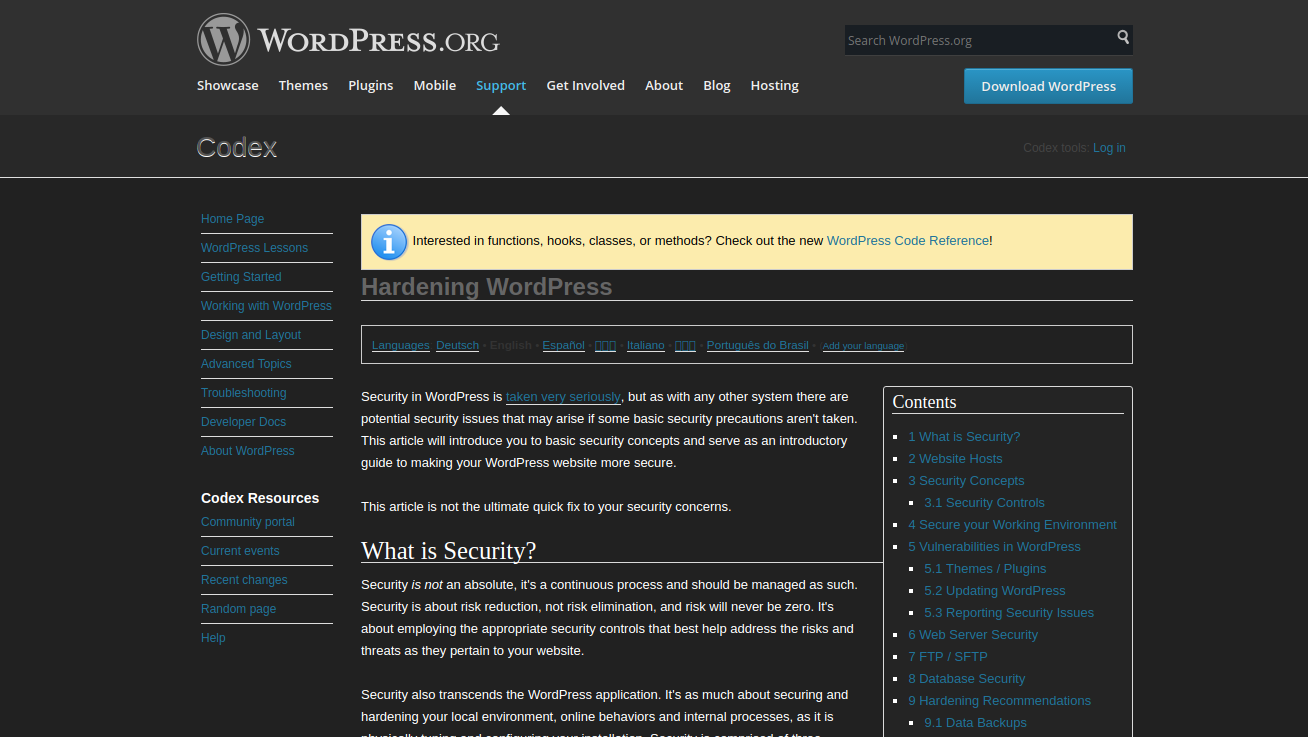 WORDPRESS.ORG
Search WordPress.org
Showcase Themes Plugins Mobile Support Get Involved About Blog Hosting
Download WordPress
Codex
Codex tools: Log in
Home Page
WordPress Lessons
Getting Started
Working with WordPress
Design and Layout
Advanced Topics
Troubleshooting
Developer Docs
About WordPress
Codex Resources
Community portal
Current events
Recent changes
Random page
Help
Interested in functions, hooks, classes, or methods? Check out the new WordPress Code Reference!
Hardening WordPress
Languages: Deutsch • English • Español • • Italiano • • Português do Brasil • (Add your language)
Security in WordPress is taken very seriously, but as with any other system there are
potential security issues that may arise if some basic security precautions aren't taken.
This article will introduce you to basic security concepts and serve as an introductory
guide to making your WordPress website more secure.
This article is not the ultimate quick fix to your security concerns.
What is Security?
Security is not an absolute, it's a continuous process and should be managed as such.
Security is about risk reduction, not risk elimination, and risk will never be zero. It's
about employing the appropriate security controls that best help address the risks and
threats as they pertain to your website.
Security also transcends the WordPress application. It's as much about securing and
hardening your local environment, online behaviors and internal processes, as it is
physically tuning and configuring your installation. Security is comprised of three
Contents
1 What is Security?
2 Website Hosts
3 Security Concepts
3.1 Security Controls
4 Secure your Working Environment
5 Vulnerabilities in WordPress
5.1 Themes / Plugins
5.2 Updating WordPress
5.3 Reporting Security Issues
6 Web Server Security
7 FTP / SFTP
8 Database Security
9 Hardening Recommendations
9.1 Data Backups